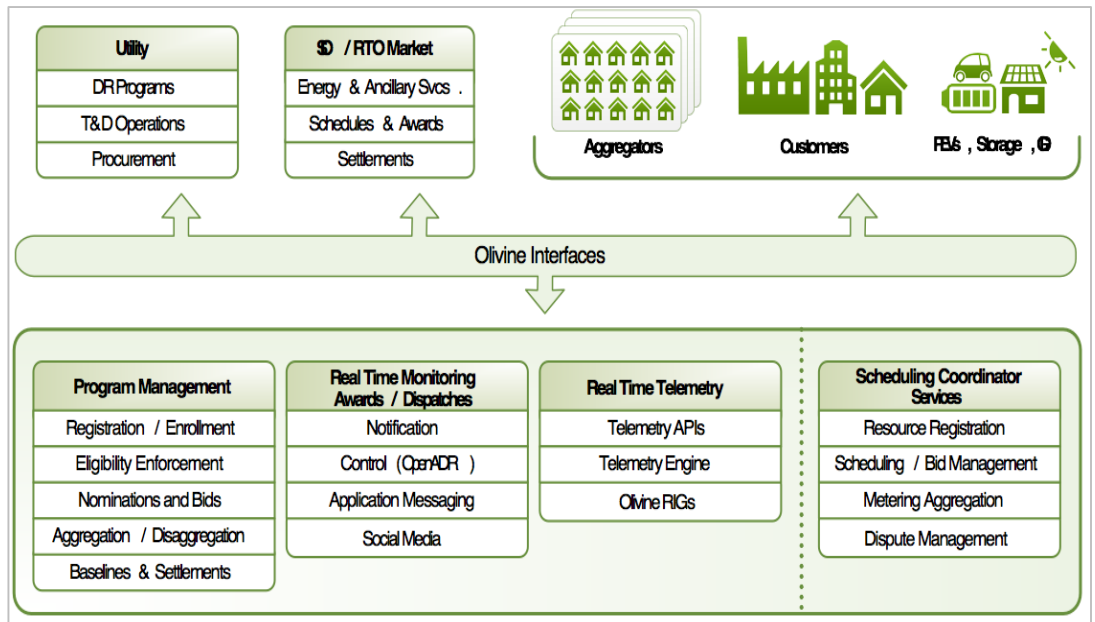 Utility
DR Programs
T&D Operations
Procurement
ISO / RTO Market
Energy & Ancillary Svcs .
Schedules & Awards
Settlements
Aggregators
Customers
PEVs , Storage ,
Olivine Interfaces
Program Management
Registration / Enrollment
Eligibility Enforcement
Nominations and Bids
Aggregation / Disaggregation
Baselines & Settlements
Real Time Monitoring
Awards / Dispatches
Notification
Control (OpenADR )
Application Messaging
Social Media
Real Time Telemetry
Telemetry APIs
Telemetry Engine
Olivine RIGs
Scheduling Coordinator
Services
Resource Registration
Scheduling / Bid Management
Metering Aggregation
Dispute Management